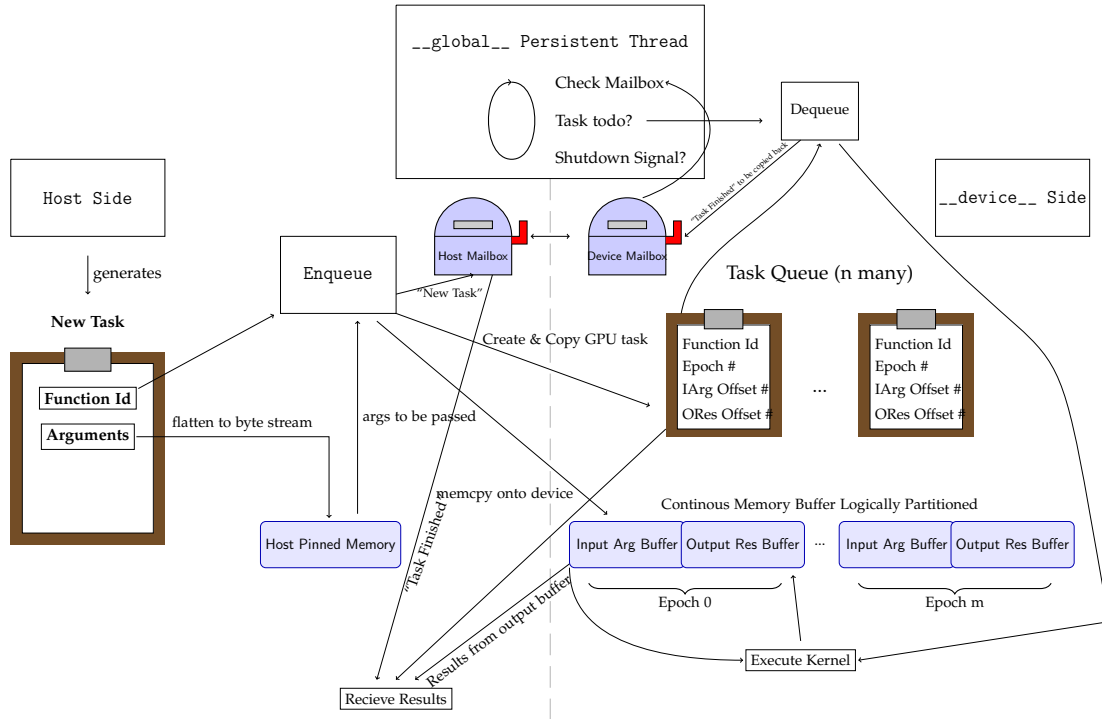 __global__ Persistent Thread
Check Mailbox
Task todo?
Shutdown Signal?
Dequeue
"Task Finished" to be copied back
Host Side
__device__ Side
generates
Enqueue
Host Mailbox
Device Mailbox
"New Task"
Task Queue (n many)
New Task
Function Id
Arguments
flatten to byte stream
args to be passed
Create & Copy GPU task
Function Id
Epoch #
IArg Offset #
ORes Offset #
...
Function Id
Epoch #
IArg Offset #
ORes Offset #
memcpy onto device
"Task Finished"
Continous Memory Buffer Logically Partitioned
Host Pinned Memory
Input Arg Buffer
Output Res Buffer
...
Input Arg Buffer
Output Res Buffer
Epoch 0
Epoch m
Results from output buffer
Execute Kernel
Recieve Results